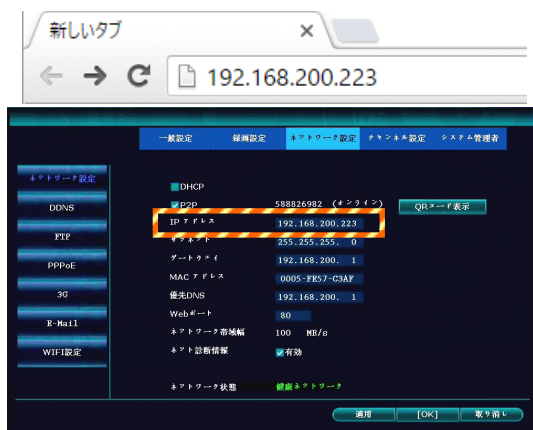 新しいタブ
192.168.200.223
一般設定 録画設定 ネットワーク設定 チャンネル設定 システム管理者
ネットワーク設定
DDNS
FTP
PPPoE
3G
E-Mail
WIFI設定
DHCP
P2P 588826982 (オンライン) QRコード表示
IPアドレス 192.168.200.223
サブネット 255.255.255. 0
ゲートウェイ 192.168.200. 1
MACアドレス 0005-FE57-C3AF
優先DNS 192.168.200. 1
Webポート 80
ネットワーク帯域幅 100 MB/s
ネット診断情報 有効
ネットワーク状態 健康ネットワーク
適用 [OK] 取り消し